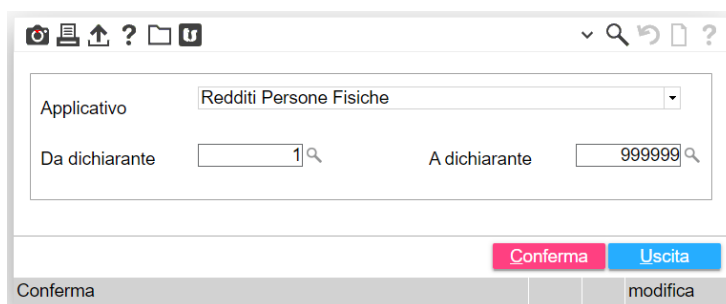 Applicativo Redditi Persone Fisiche
Da dichiarante 1 A dichiarante 999999
Conferma Uscita
Conferma modifica